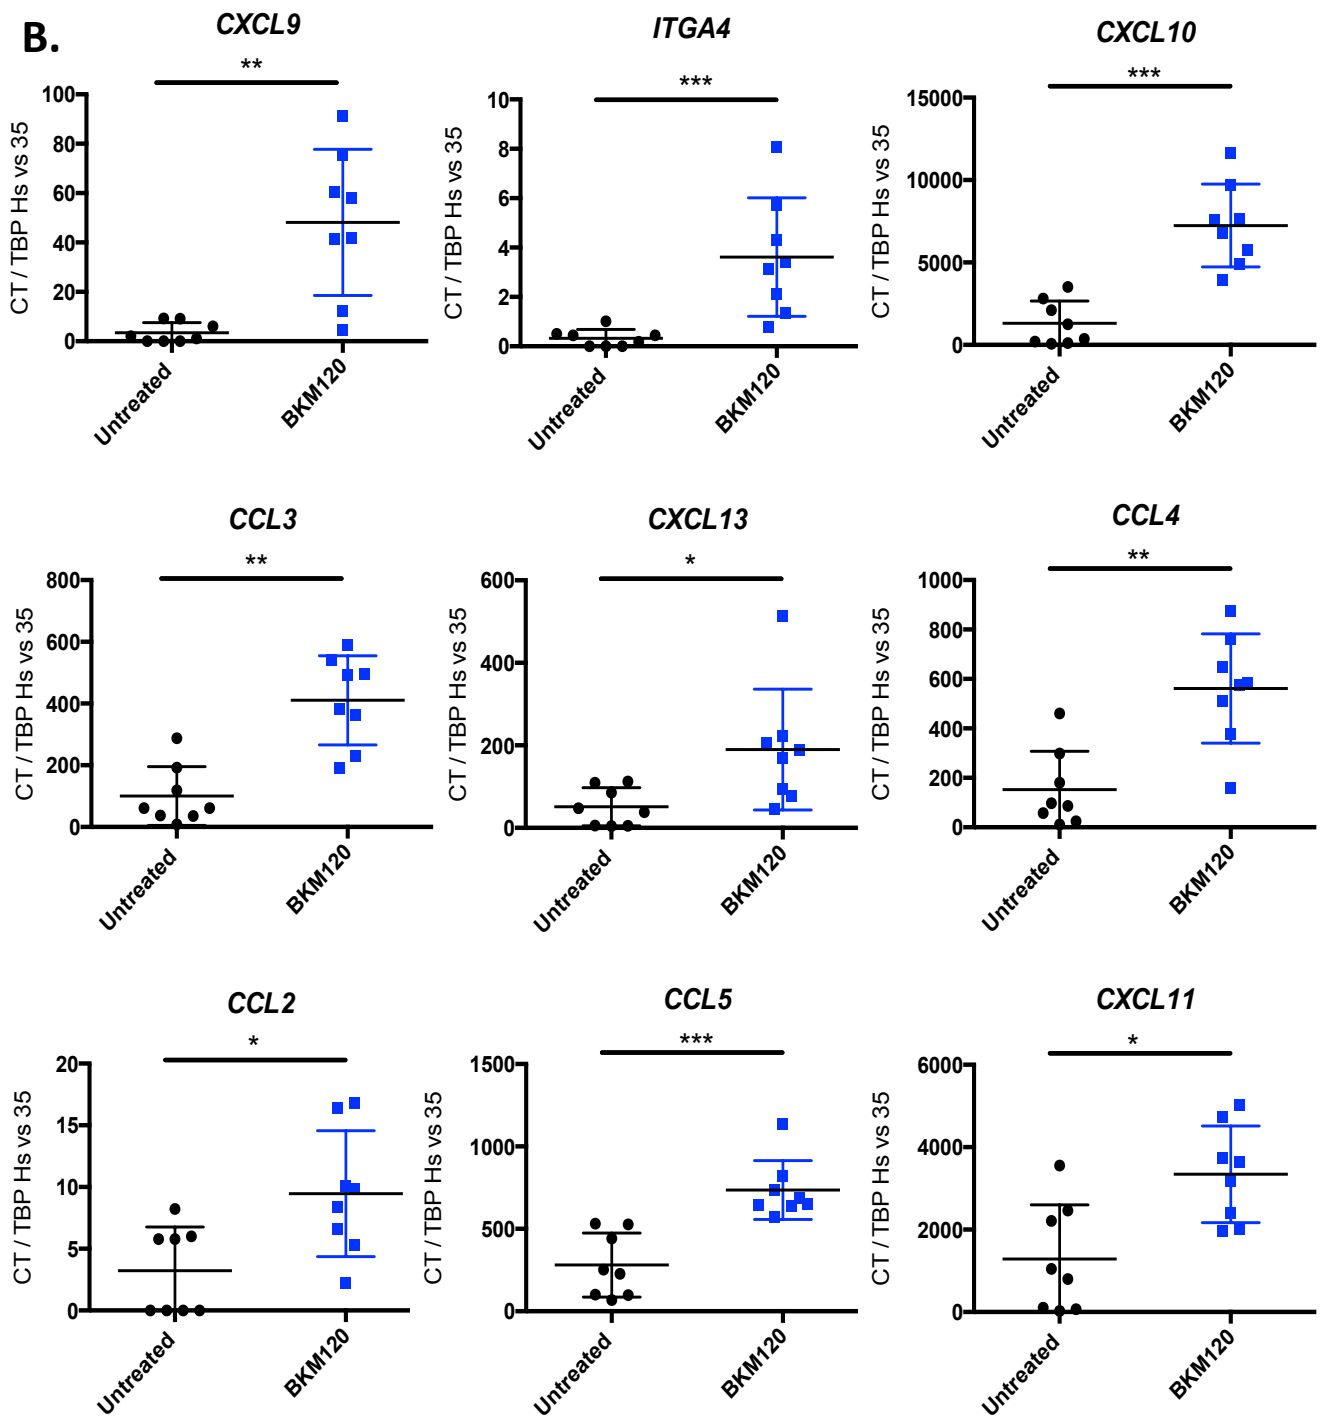 B.
CXCL9
**
CT / TBP Hs vs 35
100
80
60
40
20
0
Untreated
BKM120
ITGA4
***
CT / TBP Hs vs 35
10
8
6
4
2
0
Untreated
BKM120
CXCL10
***
CT / TBP Hs vs 35
15000
10000
5000
0
Untreated
BKM120
CCL3
**
CT / TBP Hs vs 35
800
600
400
200
0
Untreated
BKM120
CXCL13
*
CT / TBP Hs vs 35
600
400
200
0
Untreated
BKM120
CCL4
**
CT / TBP Hs vs 35
1000
800
600
400
200
0
Untreated
BKM120
CCL2
*
CT / TBP Hs vs 35
20
15
10
5
0
Untreated
BKM120
CCL5
***
CT / TBP Hs vs 35
1500
1000
500
0
Untreated
BKM120
CXCL11
*
CT / TBP Hs vs 35
6000
4000
2000
0
Untreated
BKM120